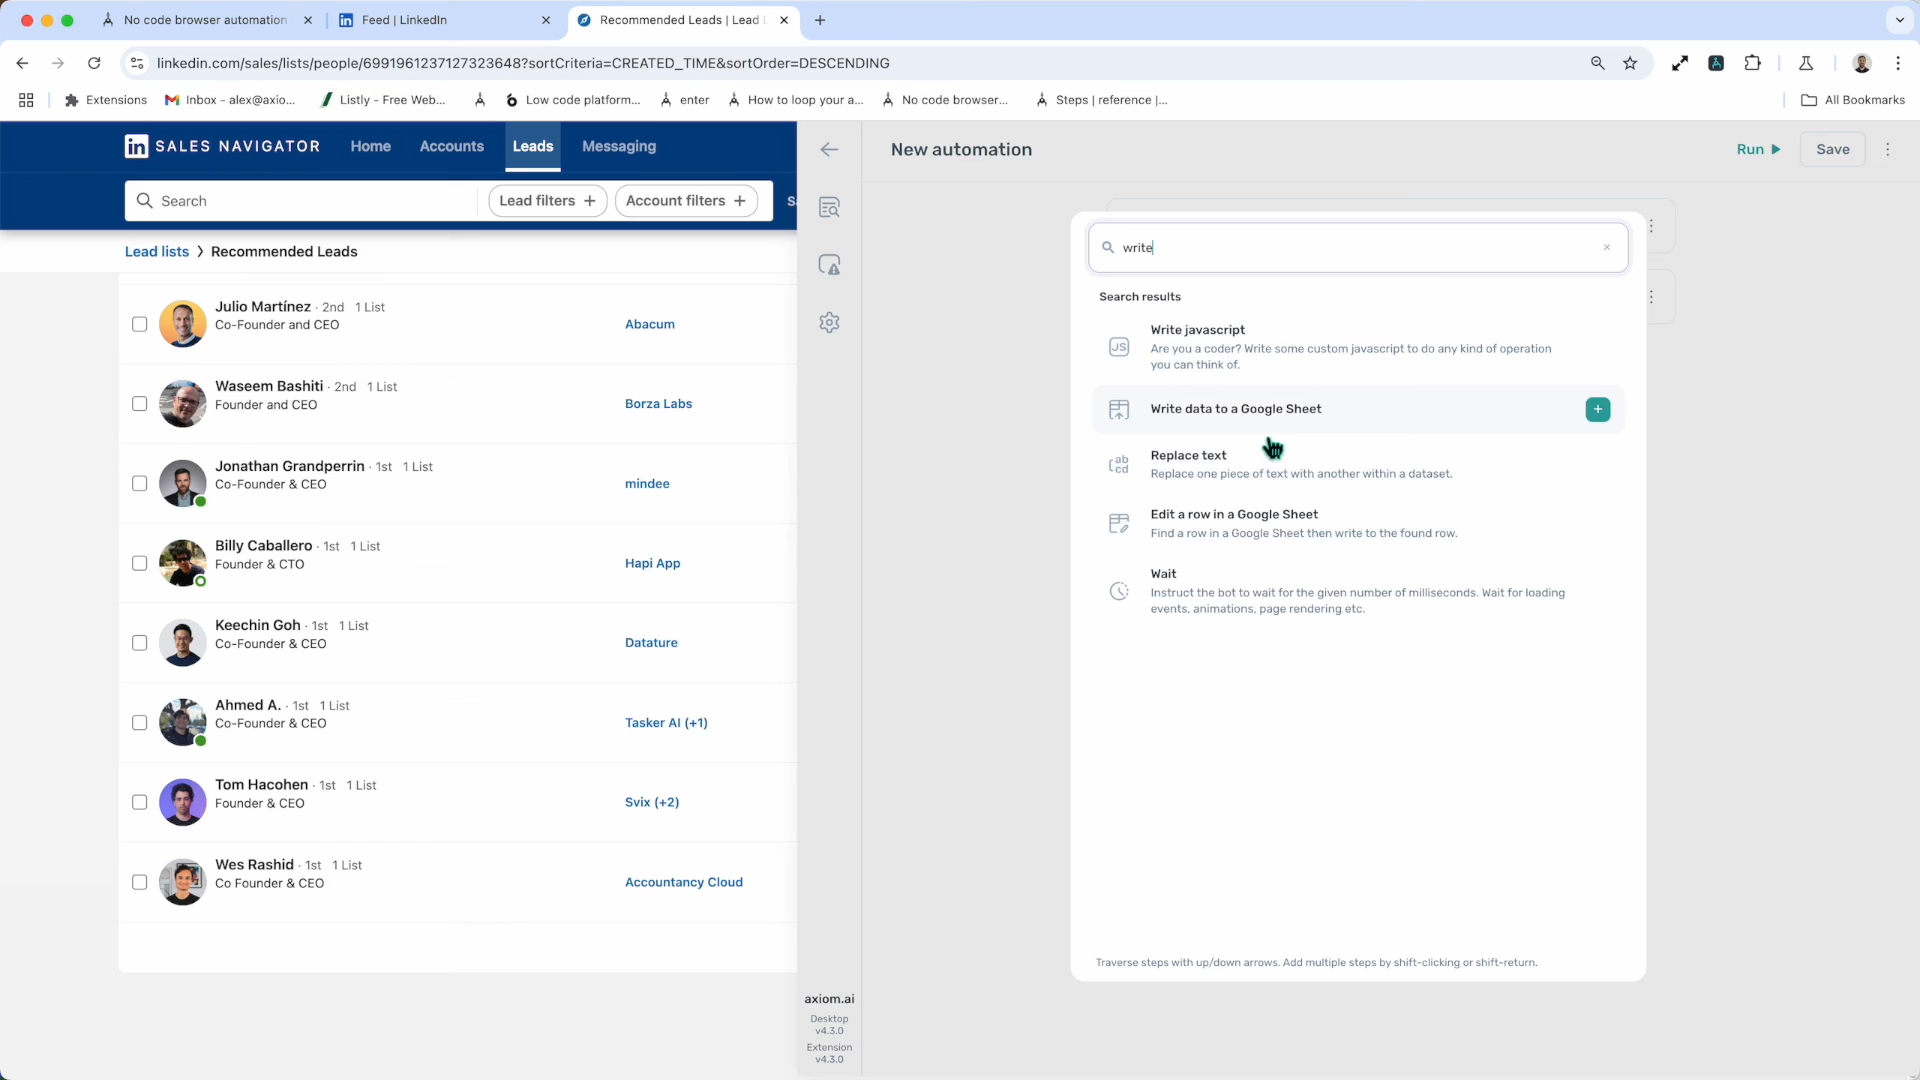 No code browser automation
Feed | LinkedIn
Recommended Leads | Lead L
linkedin.com/sales/lists/people/6991961237127323648?sortCriteria=CREATED_TIME&sortOrder=DESCENDING
Extensions
Inbox - alex@axio...
Listly - Free Web...
Low code platform...
enter
How to loop your a...
No code browser...
Steps | reference |...
All Bookmarks
in SALES NAVIGATOR
Home
Accounts
Leads
Messaging
Search
Lead filters +
Account filters +
S
Lead lists > Recommended Leads
Julio Martínez · 2nd 1 List
Co-Founder and CEO
Abacum
Waseem Bashiti · 2nd 1 List
Founder and CEO
Borza Labs
Jonathan Grandperrin · 1st 1 List
Co-Founder & CEO
mindee
Billy Caballero · 1st 1 List
Founder & CTO
Hapi App
Keechin Goh · 1st 1 List
Co-Founder & CEO
Datature
Ahmed A. · 1st 1 List
Co-Founder & CEO
Tasker AI (+1)
Tom Hacohen · 1st 1 List
Founder & CEO
Svix (+2)
Wes Rashid · 1st 1 List
Co Founder & CEO
Accountancy Cloud
axiom.ai
Desktop
v4.3.0
Extension
v4.3.0
New automation
Run
Save
write
Search results
JS
Write javascript
Are you a coder? Write some custom javascript to do any kind of operation
you can think of.
Write data to a Google Sheet
ab
cd
Replace text
Replace one piece of text with another within a dataset.
Edit a row in a Google Sheet
Find a row in a Google Sheet then write to the found row.
Wait
Instruct the bot to wait for the given number of milliseconds. Wait for loading
events, animations, page rendering etc.
Traverse steps with up/down arrows. Add multiple steps by shift-clicking or shift-return.